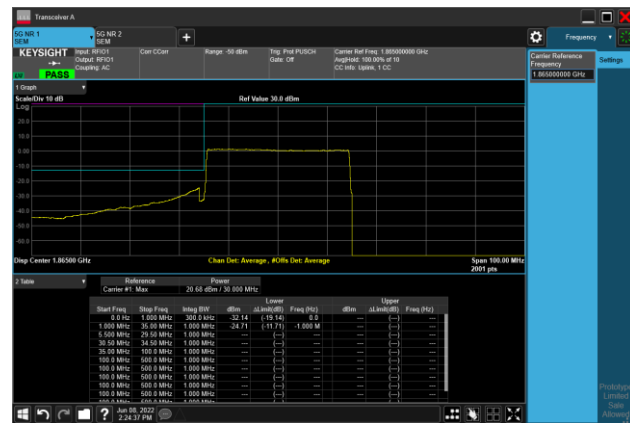 Transceiver A
5G NR 1
SEM
5G NR 2
SEM
Frequency
KEYSIGHT
PASS
Input: RFIO1
Output: RFIO1
Coupling: AC
Corr CCorr
Range: -50 dBm
Trig: Prot PUSCH
Gate: Off
Carrier Ref Freq: 1.865000000 GHz
Avg|Hold: 100.00% of 10
CC Info: Uplink, 1 CC
Carrier Reference
Frequency
1.865000000 GHz
Settings
1 Graph
Scale/Div 10 dB
Ref Value 30.0 dBm
Log
20.0
10.0
0.00
-10.0
-20.0
-30.0
-40.0
-50.0
-60.0
Disp Center 1.86500 GHz
Chan Det: Average, #Offs Det: Average
Span 100.00 MHz
2001 pts
2 Table
Reference Power
Carrier #1: Max 20.68 dBm / 30.000 MHz
Lower Upper
Start Freq Stop Freq Integ BW dBm ΔLimit(dB) Freq (Hz) dBm ΔLimit(dB) Freq (Hz)
0.0 Hz 1.000 MHz 300.0 kHz -32.14 (-19.14) 0.0 --- (---) ---
1.000 MHz 35.00 MHz 1.000 MHz -24.71 (-11.71) -1.000 M --- (---) ---
5.500 MHz 29.50 MHz 1.000 MHz --- (---) --- --- (---) ---
30.50 MHz 34.50 MHz 1.000 MHz --- (---) --- --- (---) ---
35.00 MHz 100.0 MHz 1.000 MHz --- (---) --- --- (---) ---
100.0 MHz 500.0 MHz 1.000 MHz --- (---) --- --- (---) ---
100.0 MHz 500.0 MHz 1.000 MHz --- (---) --- --- (---) ---
100.0 MHz 500.0 MHz 1.000 MHz --- (---) --- --- (---) ---
100.0 MHz 500.0 MHz 1.000 MHz --- (---) --- --- (---) ---
Prototype
Limited
Sale
Allowed
Jun 08, 2022
2:24:37 PM